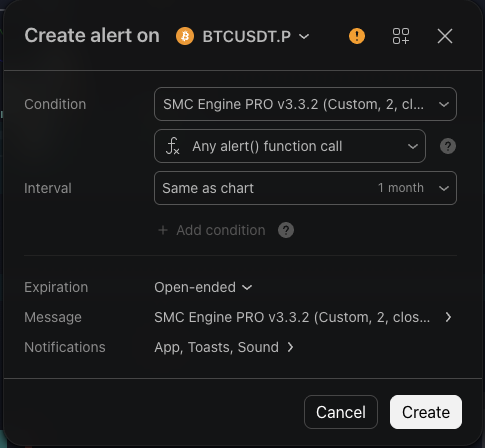 Create alert on BTCUSDT.P
Condition SMC Engine PRO v3.3.2 (Custom, 2, cl...
Any alert() function call
Interval Same as chart 1 month
+ Add condition
Expiration Open-ended
Message SMC Engine PRO v3.3.2 (Custom, 2, clos...
Notifications App, Toasts, Sound
Cancel Create